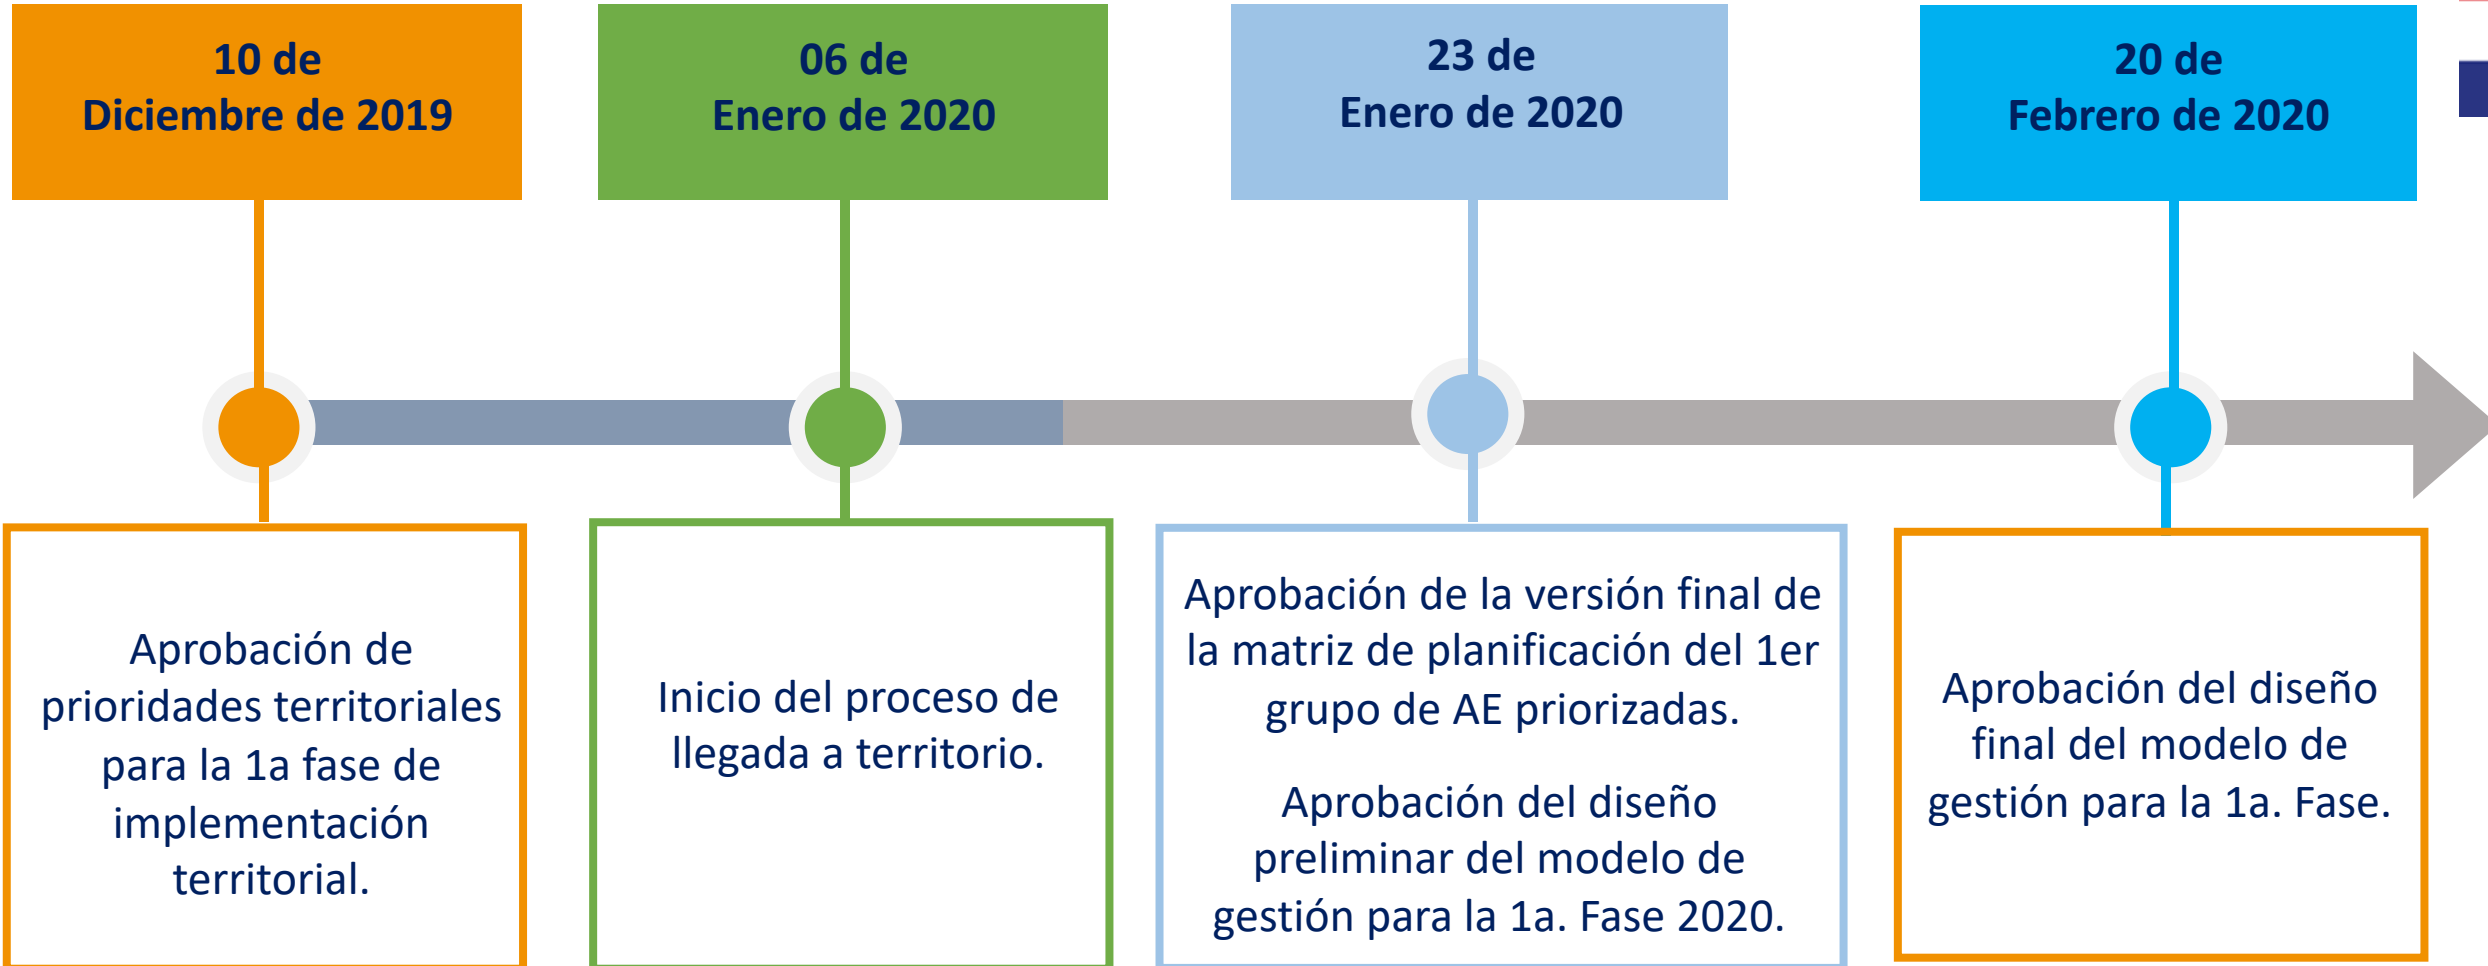 10 de
Diciembre de 2019
06 de
Enero de 2020
23 de
Enero de 2020
20 de
Febrero de 2020
Aprobación de
prioridades territoriales
para la 1a fase de
implementación
territorial.
Inicio del proceso de
llegada a territorio.
Aprobación de la versión final de
la matriz de planificación del 1er
grupo de AE priorizadas.
Aprobación del diseño
preliminar del modelo de
gestión para la 1a. Fase 2020.
Aprobación del diseño
final del modelo de
gestión para la 1a. Fase.